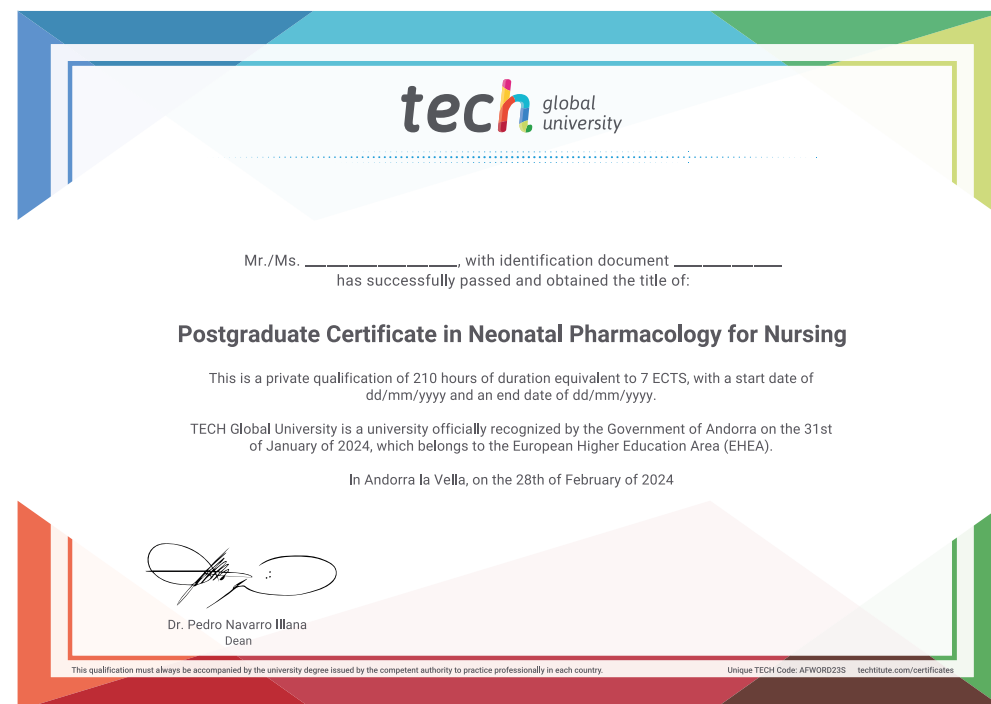 tech global
university
Mr./Ms. ____________, with identification document ____________
has successfully passed and obtained the title of:
Postgraduate Certificate in Neonatal Pharmacology for Nursing
This is a private qualification of 210 hours of duration equivalent to 7 ECTS, with a start date of
dd/mm/yyyy and an end date of dd/mm/yyyy.
TECH Global University is a university officially recognized by the Government of Andorra on the 31st
of January of 2024, which belongs to the European Higher Education Area (EHEA).
In Andorra la Vella, on the 28th of February of 2024
Dr. Pedro Navarro Illana
Dean
This qualification must always be accompanied by the university degree issued by the competent authority to practice professionally in each country.
Unique TECH Code: AFWORD23S techtitute.com/certificates